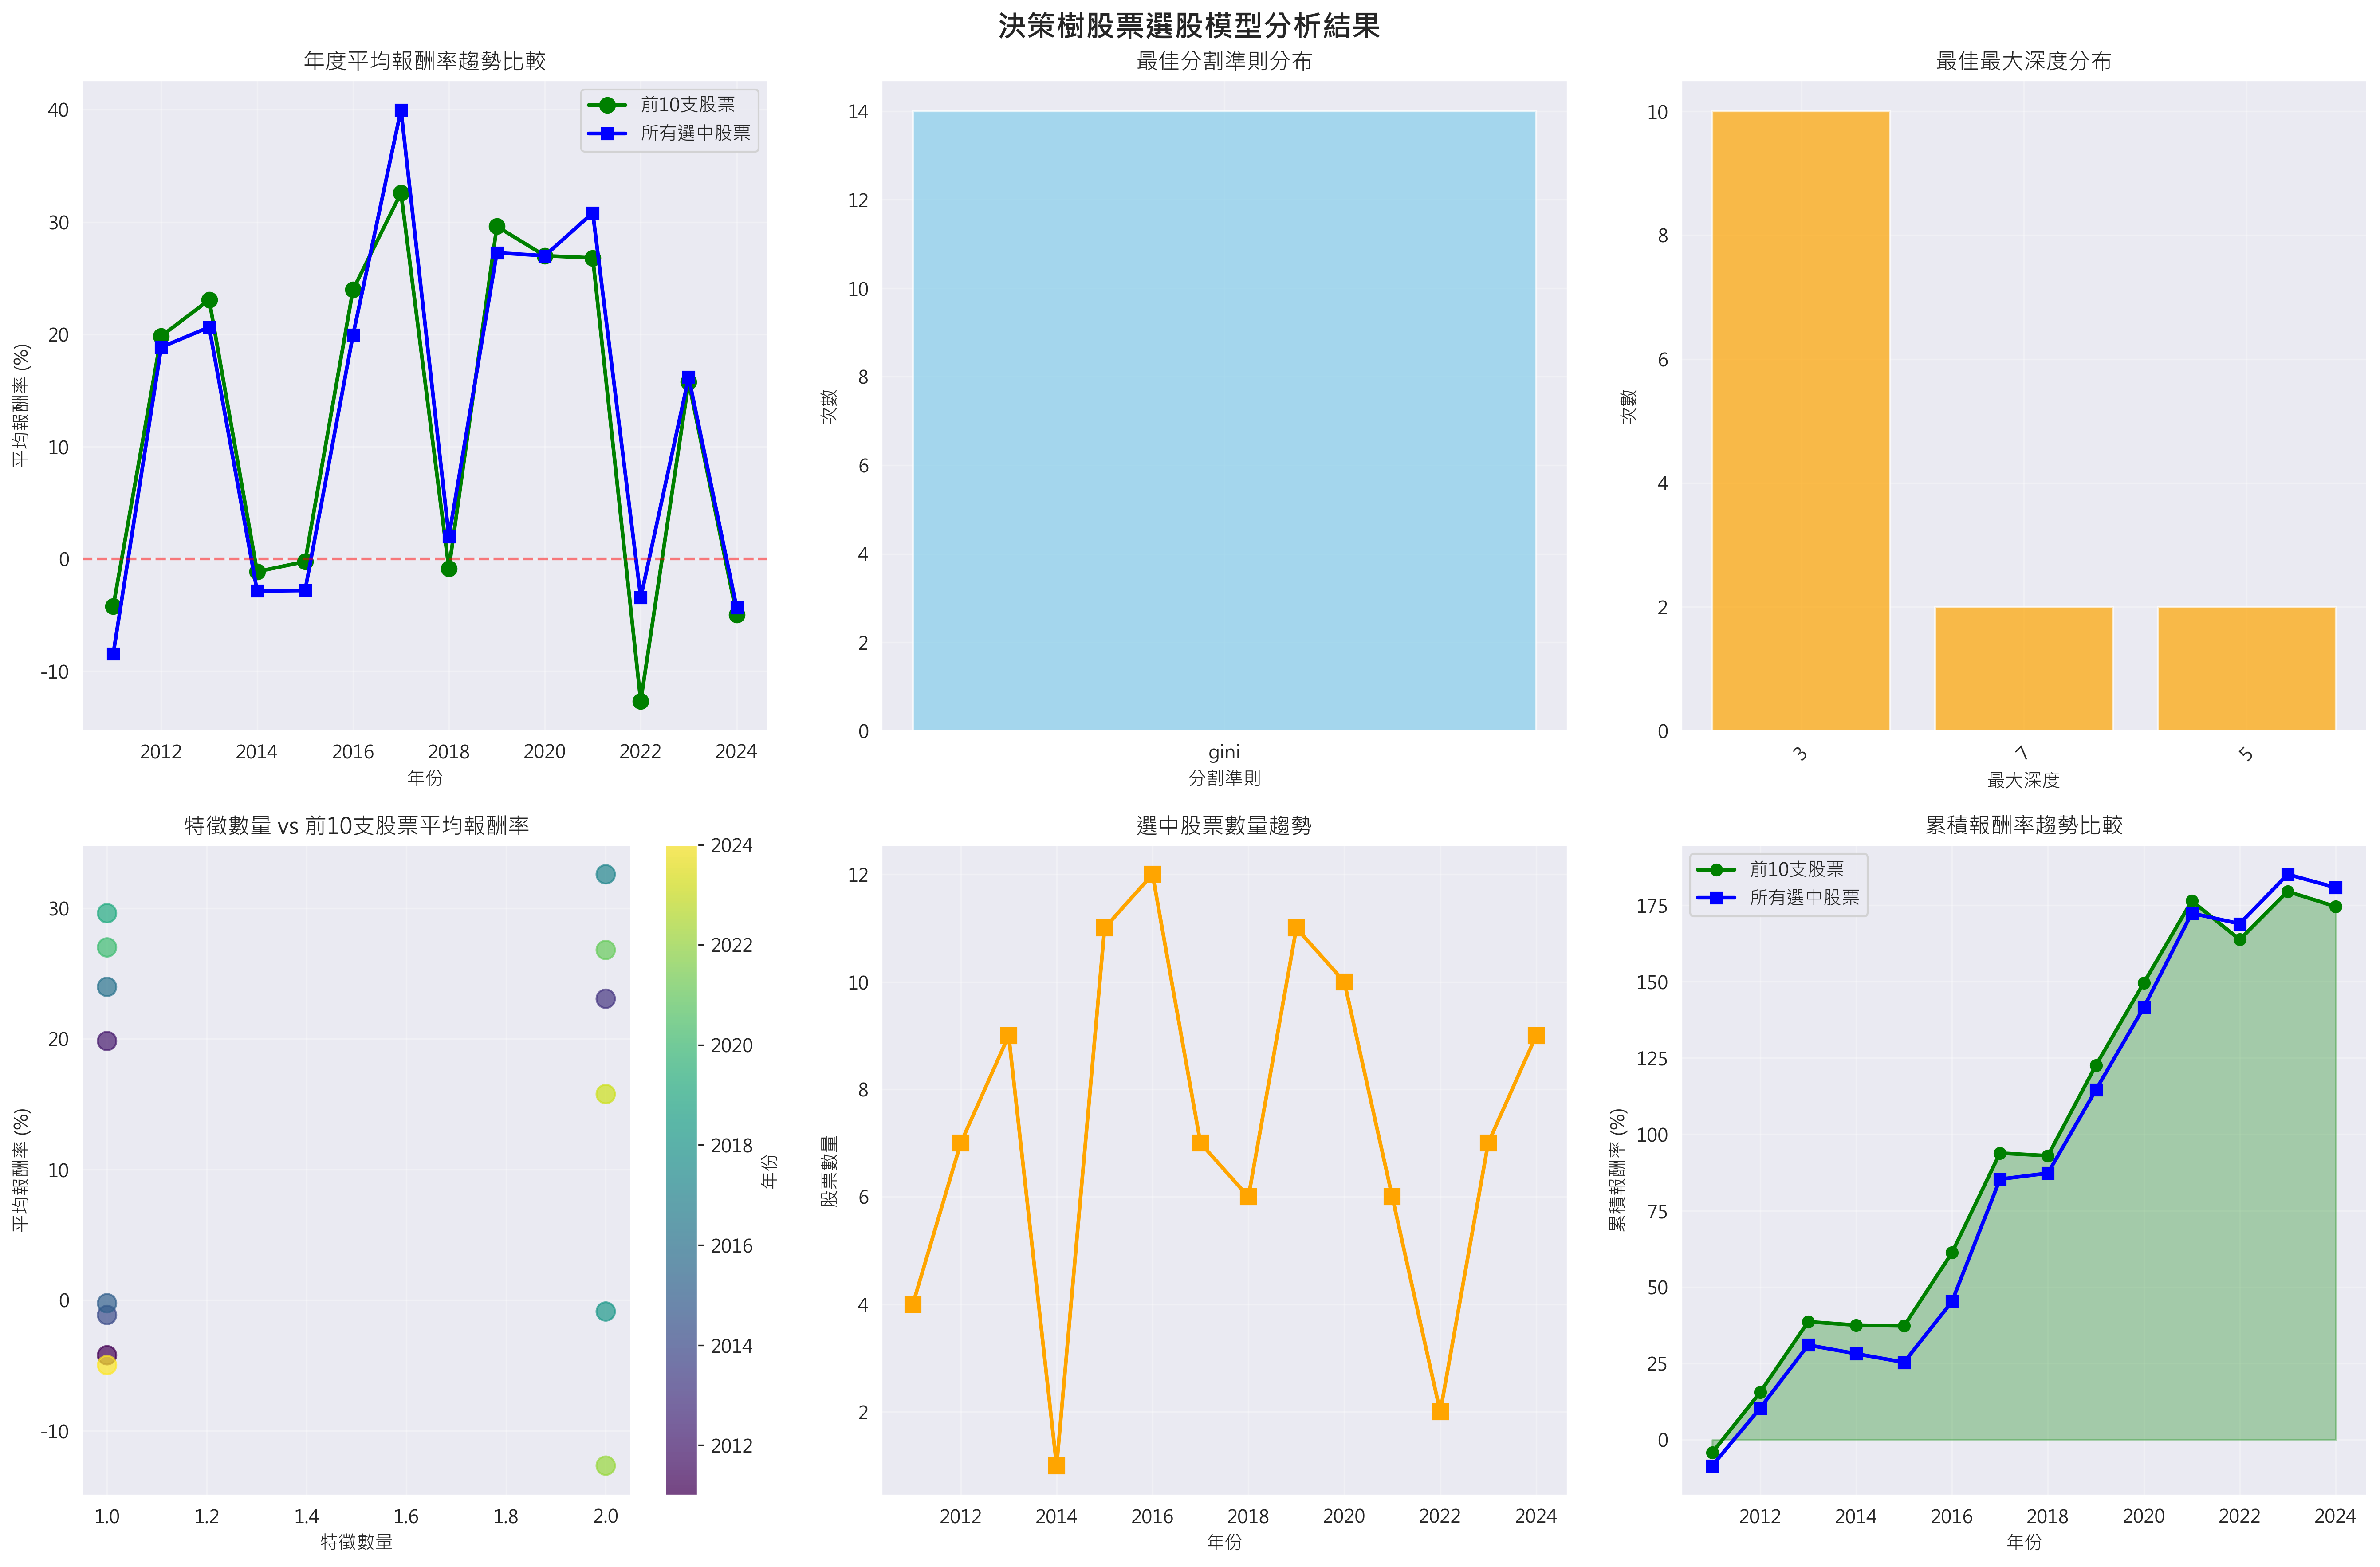 決策樹股票選股模型分析結果
年度平均報酬率趨勢比較
前10支股票
所有選中股票
平均報酬率 (%)
40
30
20
10
0
-10
2012 2014 2016 2018 2020 2022 2024
年份
最佳分割準則分布
次數
14
12
10
8
6
4
2
0
gini
分割準則
最佳最大深度分布
次數
10
8
6
4
2
0
3 7 5
最大深度
特徵數量 vs 前10支股票平均報酬率
平均報酬率 (%)
30
20
10
0
-10
1.0 1.2 1.4 1.6 1.8 2.0
特徵數量
2024
2022
2020
2018
2016
2014
2012
年份
選中股票數量趨勢
股票數量
12
10
8
6
4
2
2012 2014 2016 2018 2020 2022 2024
年份
累積報酬率趨勢比較
前10支股票
所有選中股票
累積報酬率 (%)
175
150
125
100
75
50
25
0
2012 2014 2016 2018 2020 2022 2024
年份